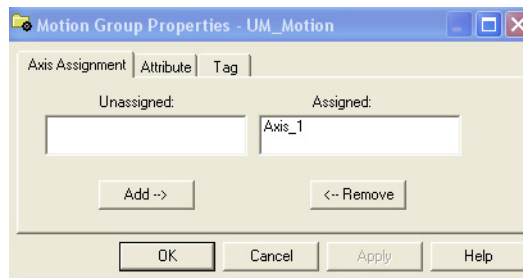 Motion Group Properties - UM_Motion
Axis Assignment Attribute Tag
Unassigned: Assigned:
Axis_1
Add --> <-- Remove
OK Cancel Apply Help